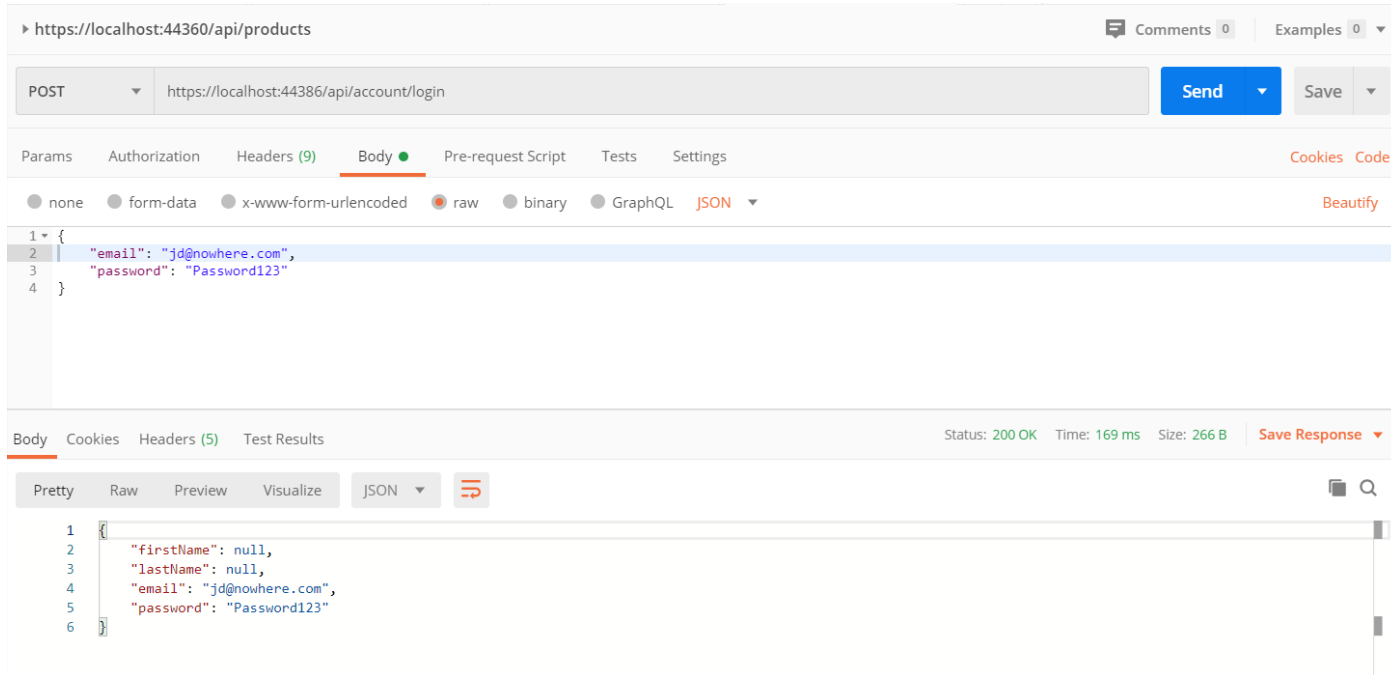 https://localhost:44360/api/products Comments 0 Examples 0
POST https://localhost:44386/api/account/login Send Save
Params Authorization Headers (9) Body Pre-request Script Tests Settings Cookies Code
none form-data x-www-form-urlencoded raw binary GraphQL JSON Beautify
1 {
2 "email": "jd@nowhere.com",
3 "password": "Password123"
4 }
Body Cookies Headers (5) Test Results Status: 200 OK Time: 169 ms Size: 266 B Save Response
Pretty Raw Preview Visualize JSON
1 {
2 "firstName": null,
3 "lastName": null,
4 "email": "jd@nowhere.com",
5 "password": "Password123"
6 }